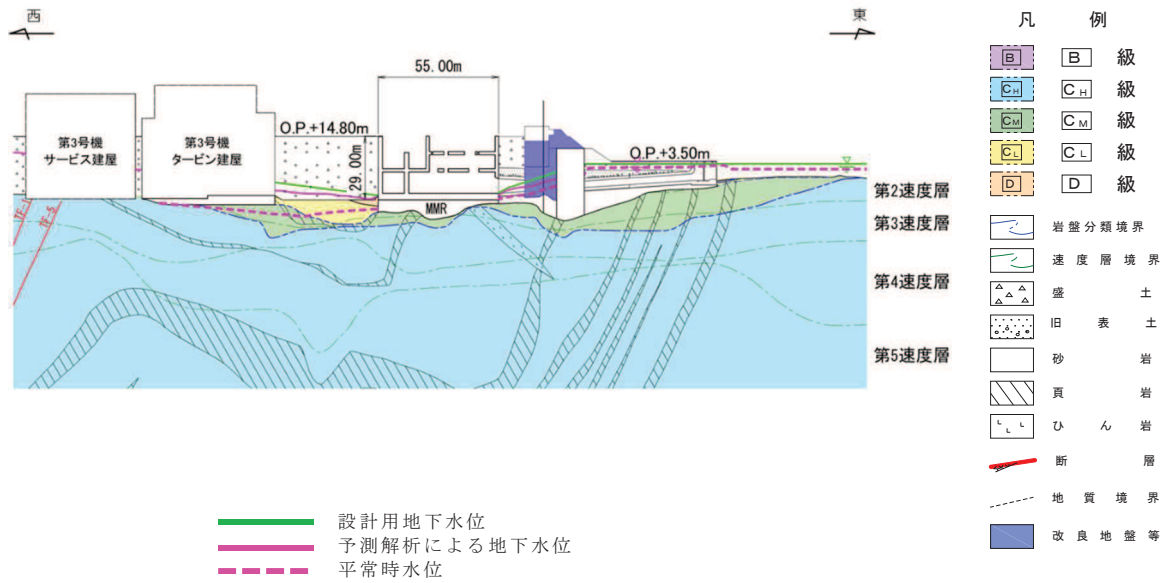 西
東
55.00m
第3号機
サービス建屋
第3号機
タービン建屋
O.P.+14.80m
29.00m
O.P.+3.50m
MMR
TF-1
TF-5
第2速度層
第3速度層
第4速度層
第5速度層
凡 例
B B 級
CH CH 級
CM CM 級
CL CL 級
D D 級
岩盤分類境界
速度層境界
盛土
旧表土
砂岩
頁岩
ひん岩
断層
地質境界
改良地盤等
設計用地下水位
予測解析による地下水位
平常時水位